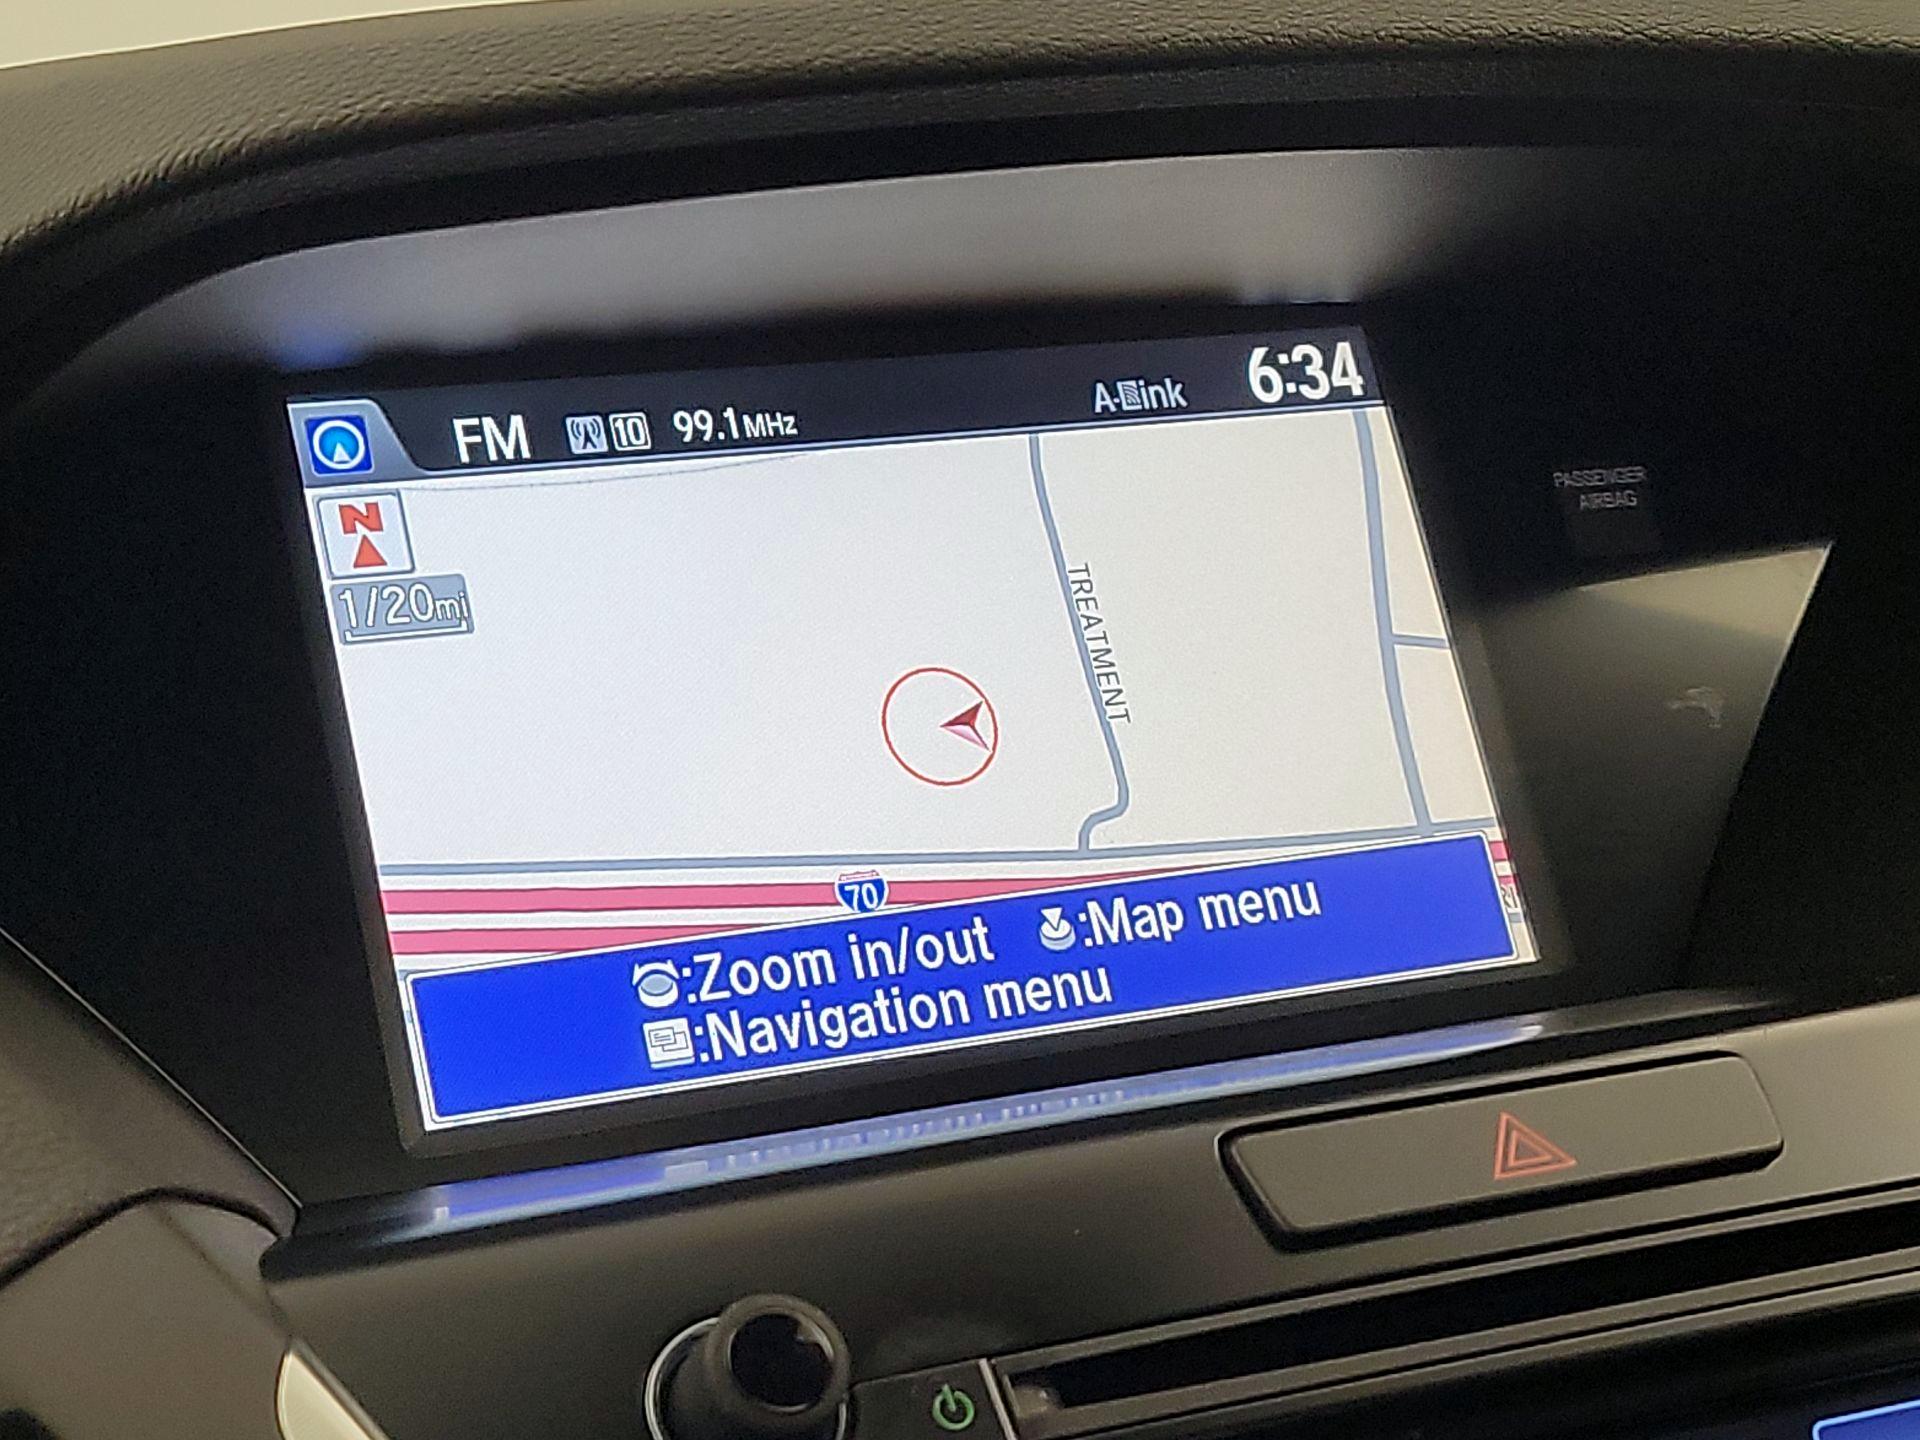 FM 10 99.1MHz A-Link 6:34
N
1/20mi
TREATMENT
PASSENGER
AIRBAG
70
:Zoom in/out :Map menu
:Navigation menu